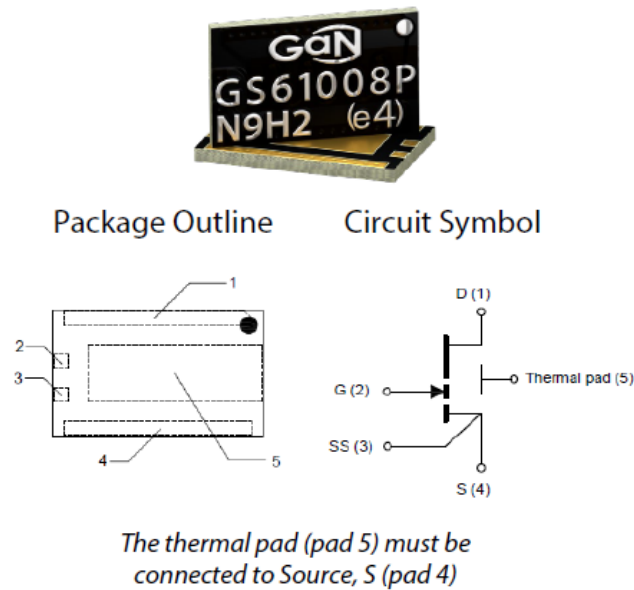 GaN
GS61008P
N9H2 (e4)
Package Outline
Circuit Symbol
1
2
3
4
5
D (1)
Thermal pad (5)
G (2)
SS (3)
S (4)
The thermal pad (pad 5) must be
connected to Source, S (pad 4)